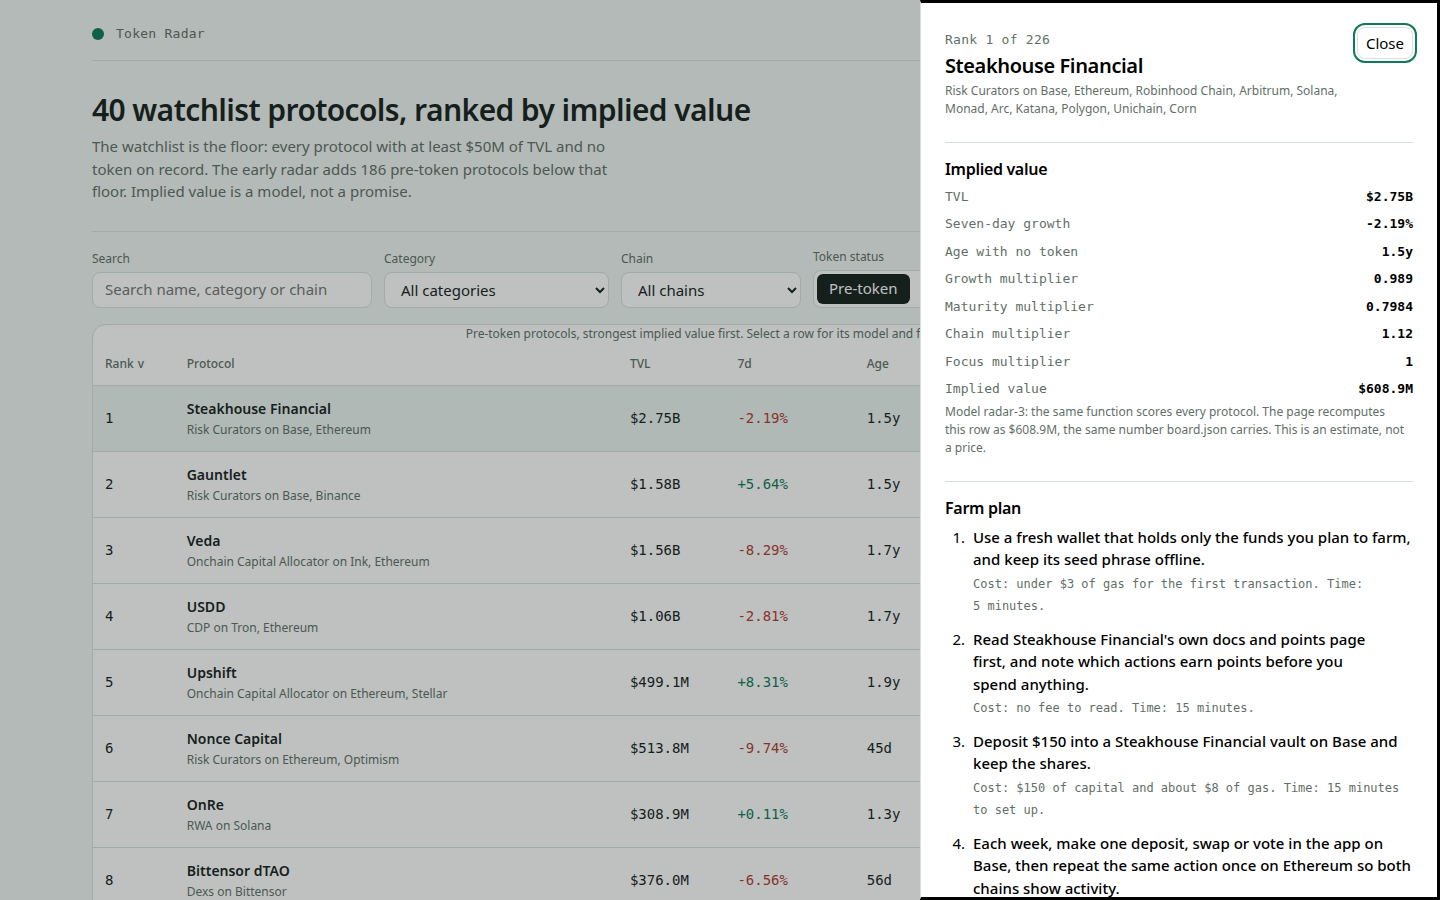 Token Radar
40 watchlist protocols, ranked by implied value
The watchlist is the floor: every protocol with at least $50M of TVL and no
token on record. The early radar adds 186 pre-token protocols below that
floor. Implied value is a model, not a promise.
Search
Category
Chain
Token status
Search name, category or chain
All categories
All chains
Pre-token
Pre-token protocols, strongest implied value first. Select a row for its model and f
Rank v
Protocol
TVL
7d
Age
1
Steakhouse Financial
Risk Curators on Base, Ethereum
$2.75B
-2.19%
1.5y
2
Gauntlet
Risk Curators on Base, Binance
$1.58B
+5.64%
1.5y
3
Veda
Onchain Capital Allocator on Ink, Ethereum
$1.56B
-8.29%
1.7y
4
USDD
CDP on Tron, Ethereum
$1.06B
-2.81%
1.7y
5
Upshift
Onchain Capital Allocator on Ethereum, Stellar
$499.1M
+8.31%
1.9y
6
Nonce Capital
Risk Curators on Ethereum, Optimism
$513.8M
-9.74%
45d
7
OnRe
RWA on Solana
$308.9M
+0.11%
1.3y
8
Bittensor dTAO
Dexs on Bittensor
$376.0M
-6.56%
56d
Rank 1 of 226
Close
Steakhouse Financial
Risk Curators on Base, Ethereum, Robinhood Chain, Arbitrum, Solana,
Monad, Arc, Katana, Polygon, Unichain, Corn
Implied value
TVL $2.75B
Seven-day growth -2.19%
Age with no token 1.5y
Growth multiplier 0.989
Maturity multiplier 0.7984
Chain multiplier 1.12
Focus multiplier 1
Implied value $608.9M
Model radar-3: the same function scores every protocol. The page recomputes
this row as $608.9M, the same number board.json carries. This is an estimate, not
a price.
Farm plan
1. Use a fresh wallet that holds only the funds you plan to farm,
and keep its seed phrase offline.
Cost: under $3 of gas for the first transaction. Time:
5 minutes.
2. Read Steakhouse Financial's own docs and points page
first, and note which actions earn points before you
spend anything.
Cost: no fee to read. Time: 15 minutes.
3. Deposit $150 into a Steakhouse Financial vault on Base and
keep the shares.
Cost: $150 of capital and about $8 of gas. Time: 15 minutes
to set up.
4. Each week, make one deposit, swap or vote in the app on
Base, then repeat the same action once on Ethereum so both
chains show activity.